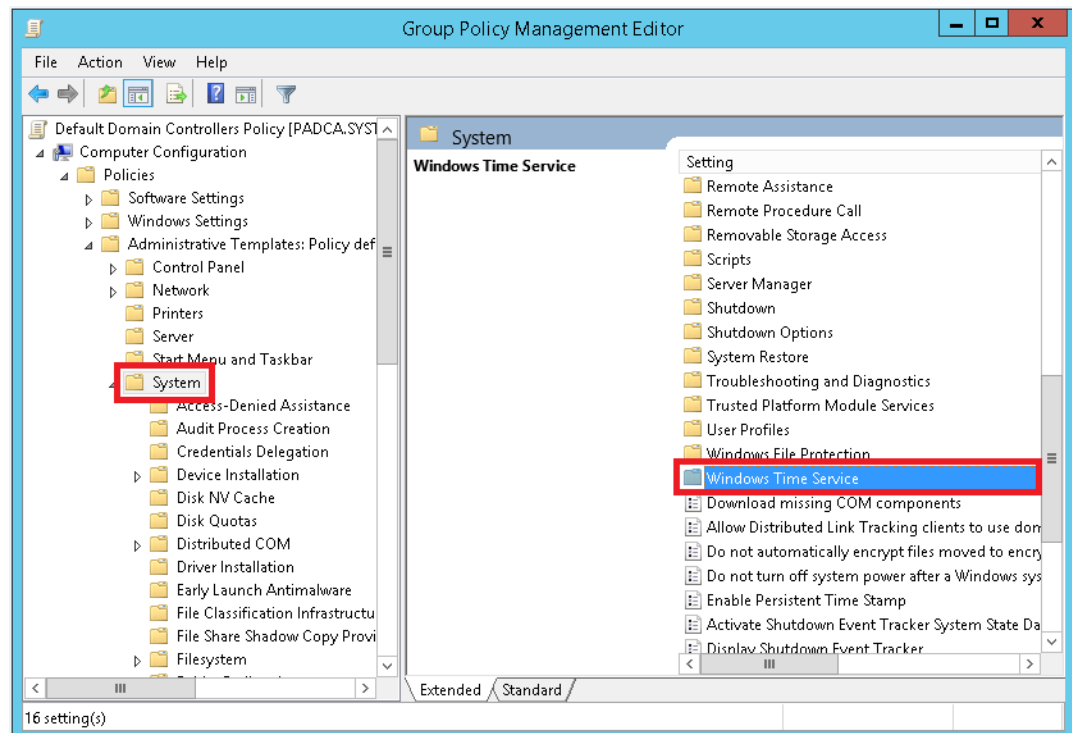 Group Policy Management Editor
File Action View Help
Default Domain Controllers Policy [PADCA.SYST
Computer Configuration
Policies
Software Settings
Windows Settings
Administrative Templates: Policy def
Control Panel
Network
Printers
Server
Start Menu and Taskbar
System
Access-Denied Assistance
Audit Process Creation
Credentials Delegation
Device Installation
Disk NV Cache
Disk Quotas
Distributed COM
Driver Installation
Early Launch Antimalware
File Classification Infrastructu
File Share Shadow Copy Provi
Filesystem
System
Windows Time Service
Setting
Remote Assistance
Remote Procedure Call
Removable Storage Access
Scripts
Server Manager
Shutdown
Shutdown Options
System Restore
Troubleshooting and Diagnostics
Trusted Platform Module Services
User Profiles
Windows File Protection
Windows Time Service
Download missing COM components
Allow Distributed Link Tracking clients to use dom
Do not automatically encrypt files moved to encry
Do not turn off system power after a Windows sys
Enable Persistent Time Stamp
Activate Shutdown Event Tracker System State Da
Display Shutdown Event Tracker
Extended Standard
16 setting(s)